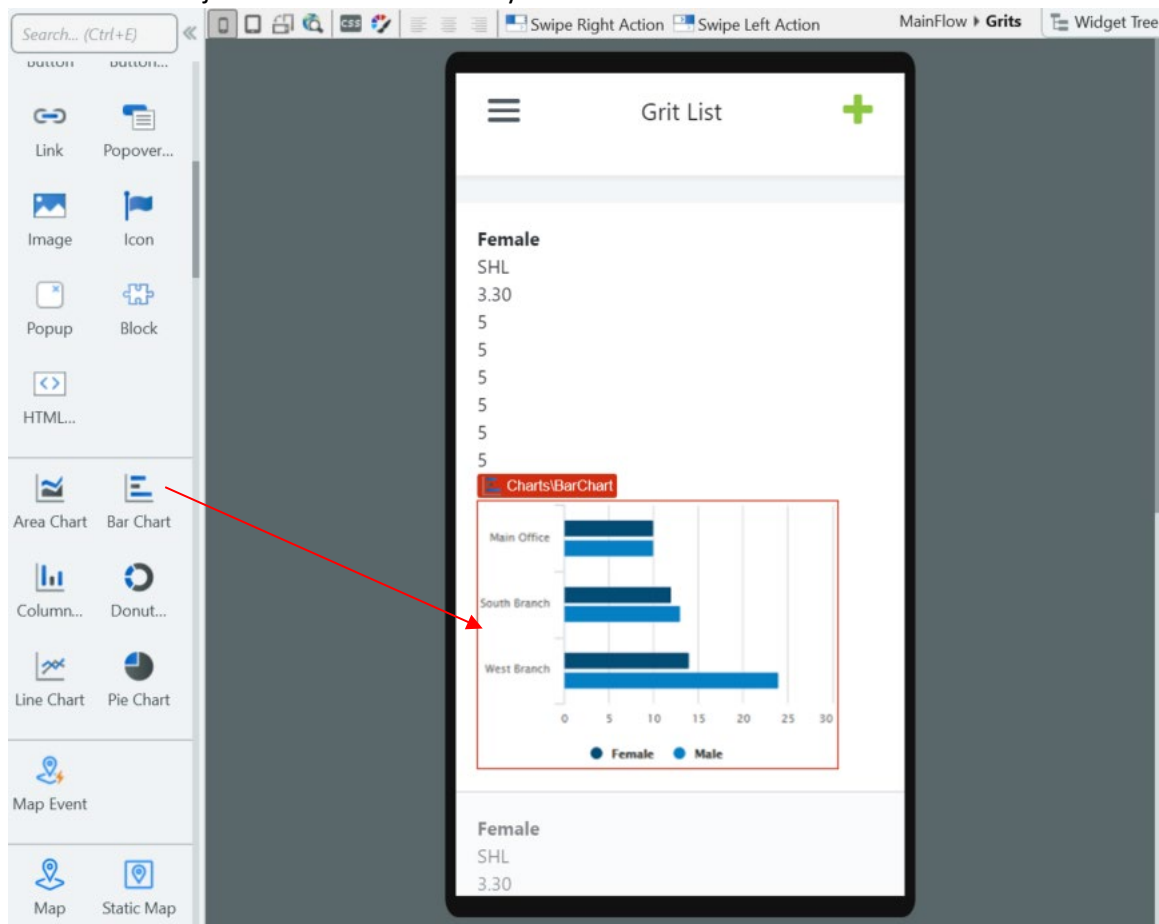 Search... (Ctrl+E)
CSS
Swipe Right Action
Swipe Left Action
MainFlow
Grits
Widget Tree
Button
Button...
Link
Popover...
Image
Icon
Popup
Block
HTML...
Area Chart
Bar Chart
Column...
Donut...
Line Chart
Pie Chart
Map Event
Map
Static Map
Grit List
Female
SHL
3.30
5
5
5
5
5
5
Charts\BarChart
Main Office
South Branch
West Branch
0 5 10 15 20 25 30
Female Male
Female
SHL
3.30